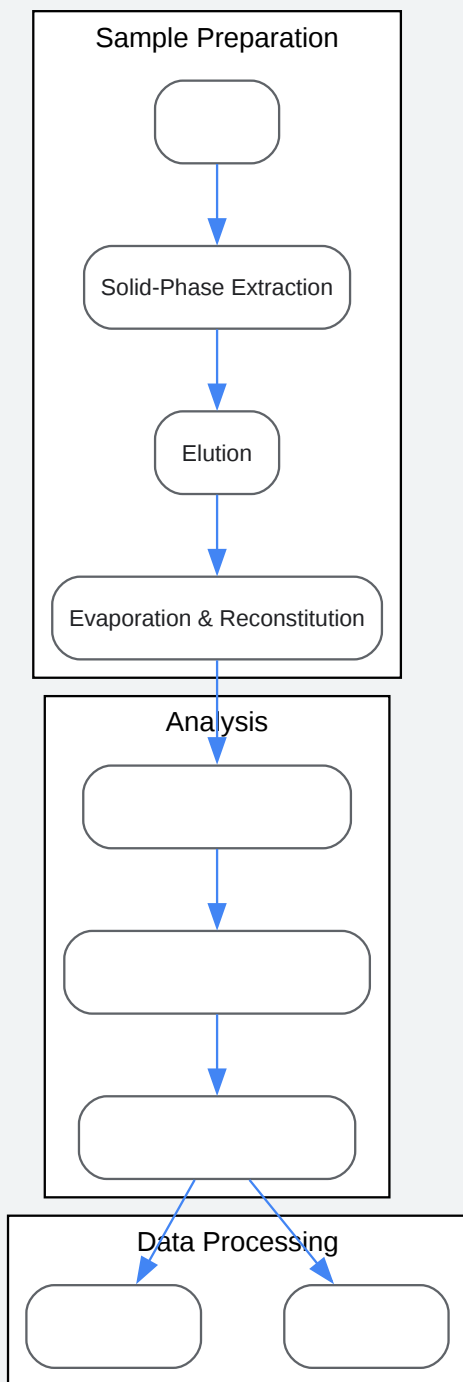 Sample Preparation
Solid-Phase Extraction
Elution
Evaporation & Reconstitution
Analysis
Data Processing